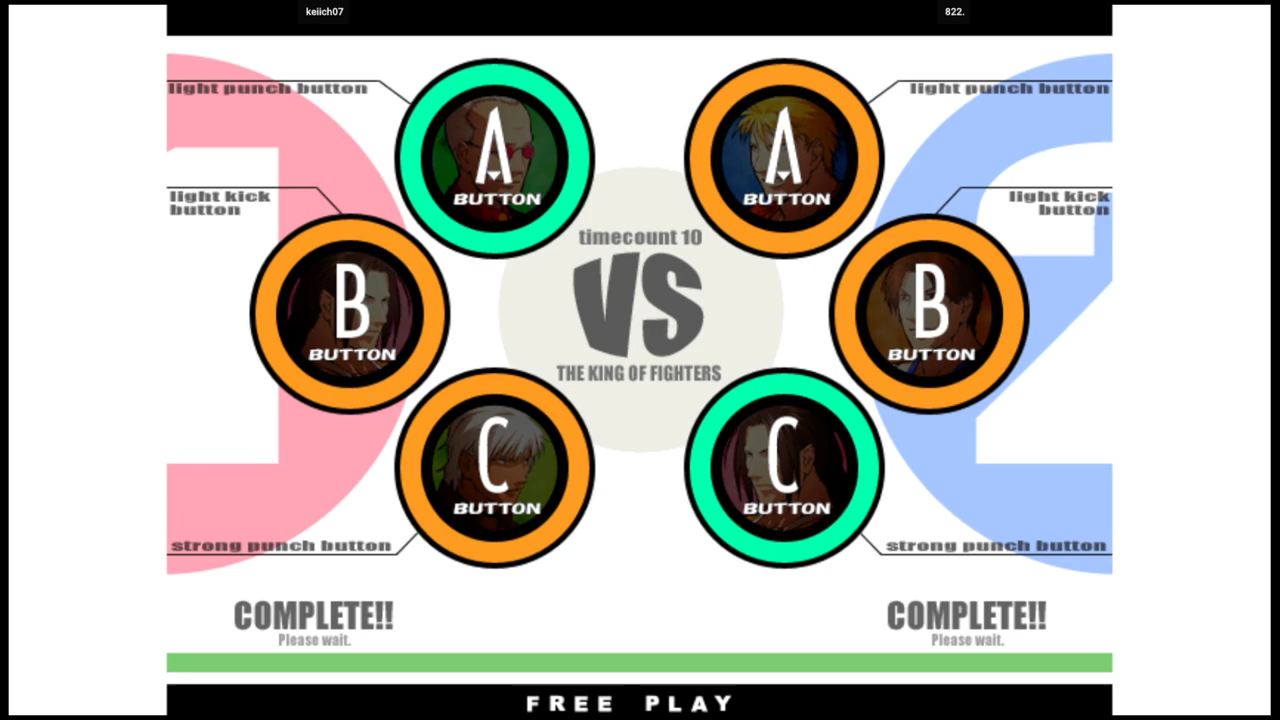 keiich07
822.
light punch button
light punch button
A
BUTTON
A
BUTTON
light kick
button
light kick
button
timecount 10
VS
THE KING OF FIGHTERS
B
BUTTON
B
BUTTON
C
BUTTON
C
BUTTON
strong punch button
strong punch button
COMPLETE!!
Please wait.
COMPLETE!!
Please wait.
FREE PLAY